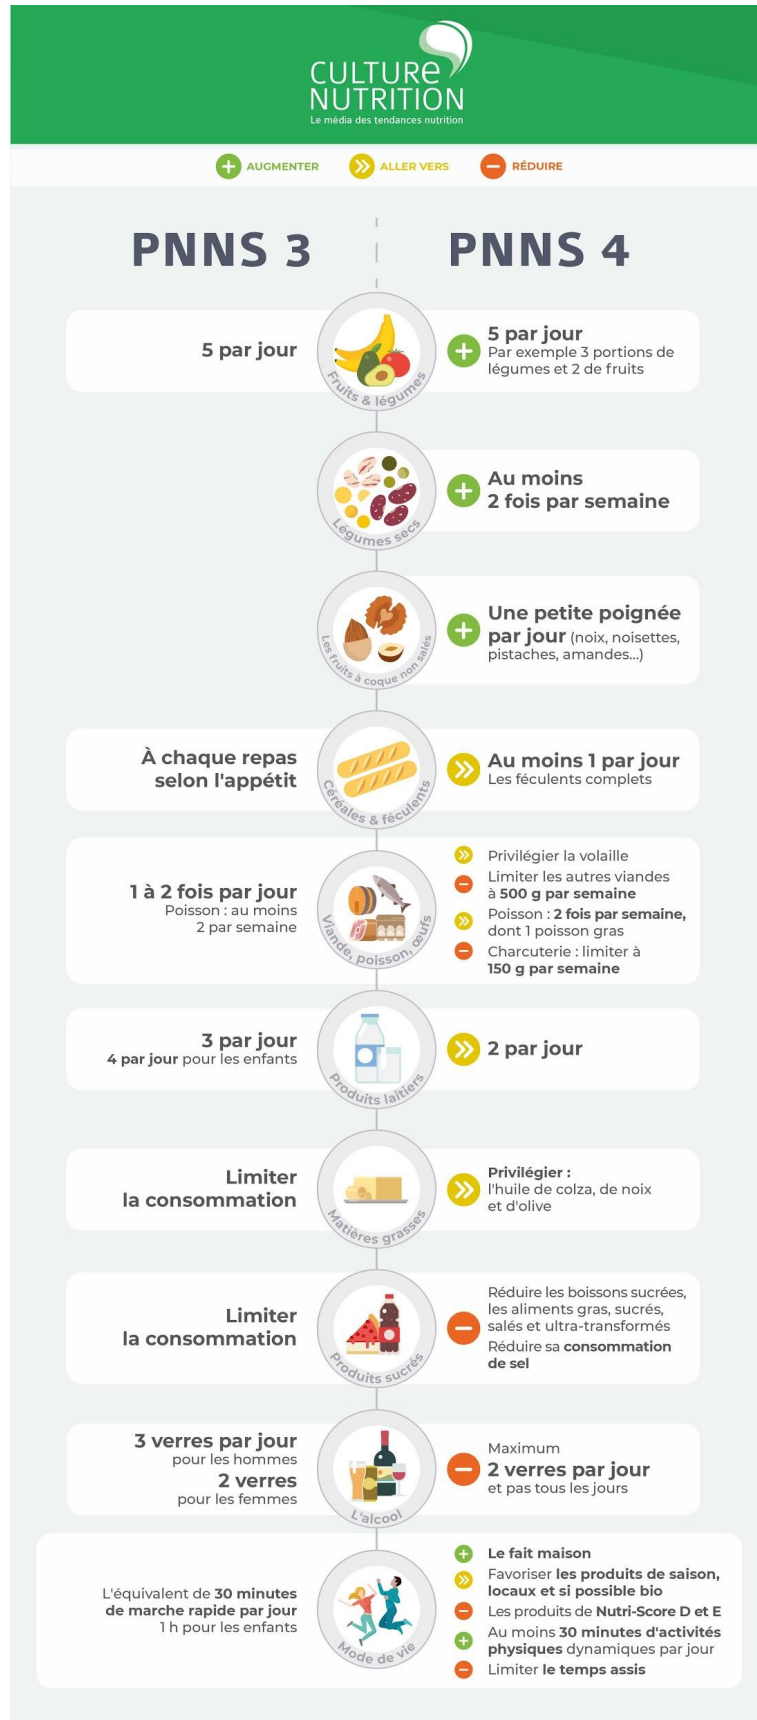 CULTURE
NUTRITION
Le média des tendances nutrition
AUGMENTER
ALLER VERS
RÉDUIRE
PNNS 3
PNNS 4
5 par jour
Fruits & légumes
5 par jour
Par exemple 3 portions de
légumes et 2 de fruits
Légumes secs
Au moins
2 fois par semaine
Les fruits à coque non salés
Une petite poignée
par jour (noix, noisettes,
pistaches, amandes...)
À chaque repas
selon l'appétit
Céréales & féculents
Au moins 1 par jour
Les féculents complets
1 à 2 fois par jour
Poisson : au moins
2 par semaine
Viande, poisson, œufs
Privilégier la volaille
Limiter les autres viandes
à 500 g par semaine
Poisson : 2 fois par semaine,
dont 1 poisson gras
Charcuterie : limiter à
150 g par semaine
3 par jour
4 par jour pour les enfants
Produits laitiers
2 par jour
Limiter
la consommation
Matières grasses
Privilégier :
l'huile de colza, de noix
et d'olive
Limiter
la consommation
Produits sucrés
Réduire les boissons sucrées,
les aliments gras, sucrés,
salés et ultra-transformés
Réduire sa consommation
de sel
3 verres par jour
pour les hommes
2 verres
pour les femmes
L'alcool
Maximum
2 verres par jour
et pas tous les jours
L'équivalent de 30 minutes
de marche rapide par jour
1 h pour les enfants
Mode de vie
Le fait maison
Favoriser les produits de saison,
locaux et si possible bio
Les produits de Nutri-Score D et E
Au moins 30 minutes d'activités
physiques dynamiques par jour
Limiter le temps assis